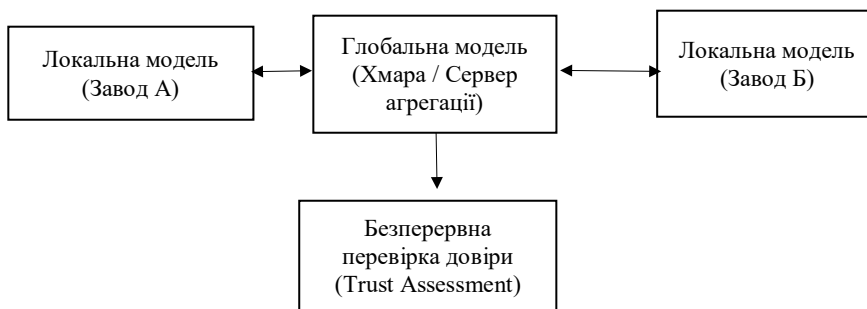 Локальна модель
(Завод А)
Глобальна модель
(Хмара / Сервер
агрегації)
Локальна модель
(Завод Б)
Безперервна
перевірка довіри
(Trust Assessment)